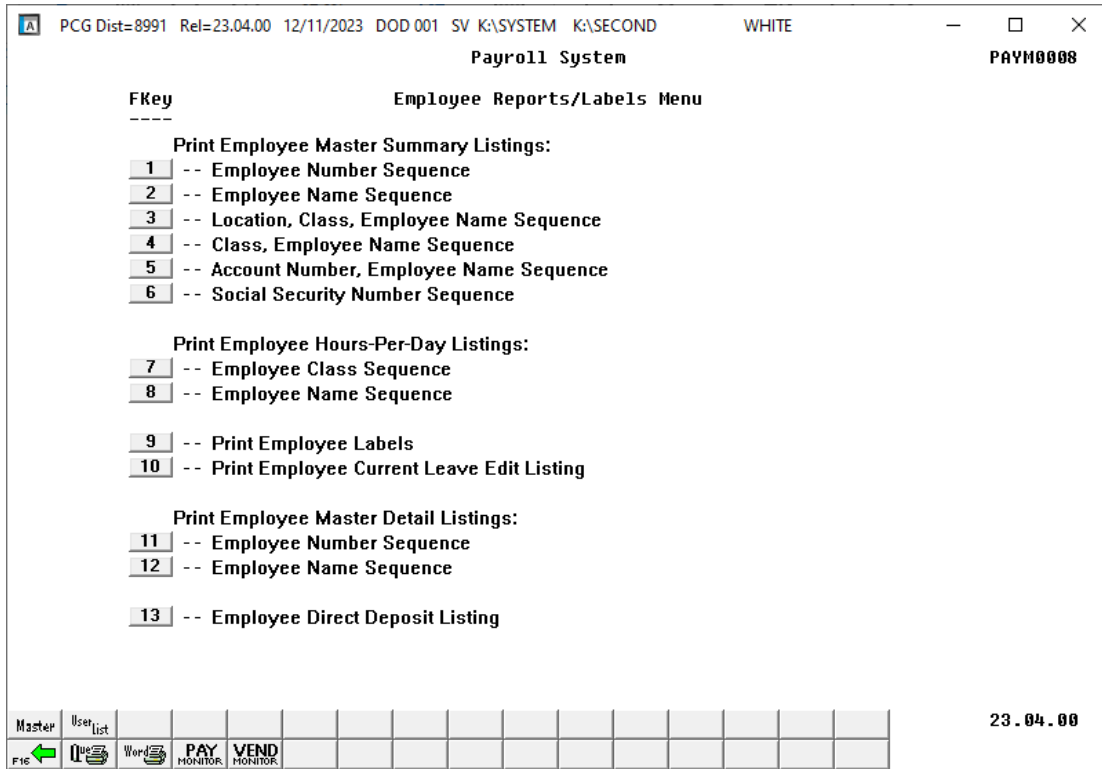 A PCG Dist=8991 Rel=23.04.00 12/11/2023 DOD 001 SV K:\SYSTEM K:\SECOND WHITE
Payroll System PAYM0008
FKey Employee Reports/Labels Menu
----
Print Employee Master Summary Listings:
1 -- Employee Number Sequence
2 -- Employee Name Sequence
3 -- Location, Class, Employee Name Sequence
4 -- Class, Employee Name Sequence
5 -- Account Number, Employee Name Sequence
6 -- Social Security Number Sequence
Print Employee Hours-Per-Day Listings:
7 -- Employee Class Sequence
8 -- Employee Name Sequence
9 -- Print Employee Labels
10 -- Print Employee Current Leave Edit Listing
Print Employee Master Detail Listings:
11 -- Employee Number Sequence
12 -- Employee Name Sequence
13 -- Employee Direct Deposit Listing
Master User List 23.04.00
F16 Que Word PAY MONITOR VEND MONITOR